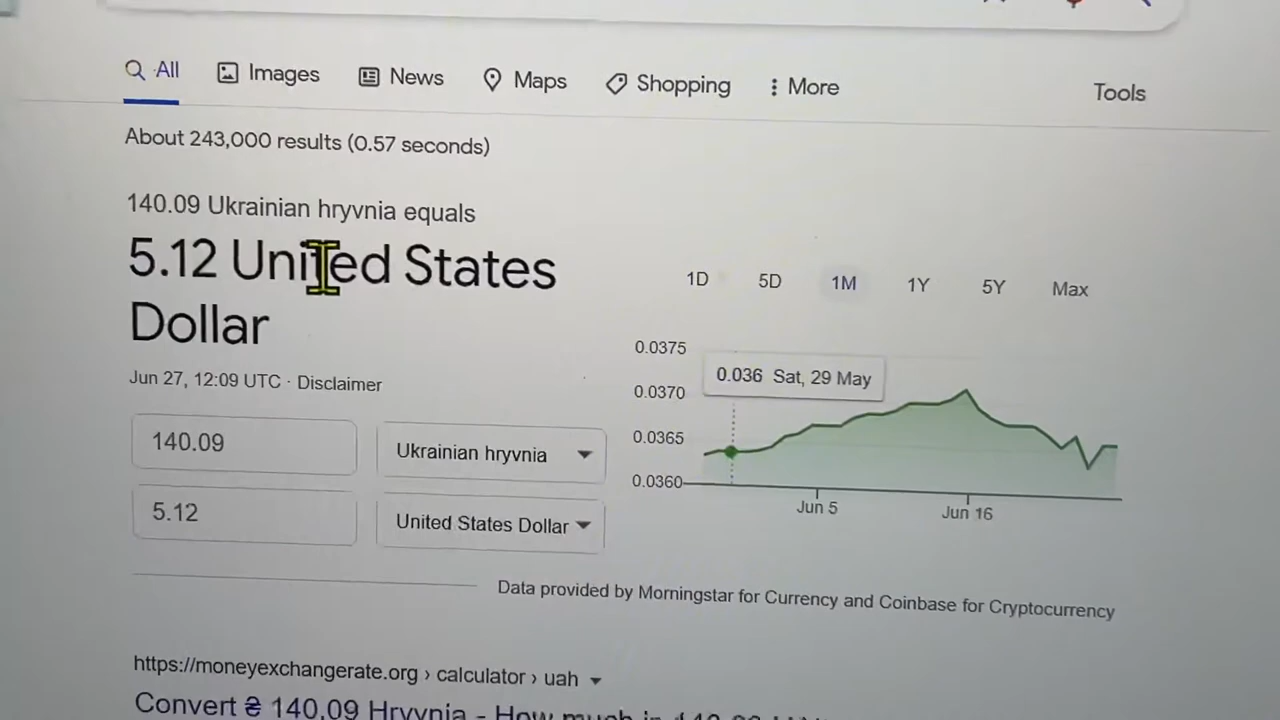 All Images News Maps Shopping More Tools
About 243,000 results (0.57 seconds)
140.09 Ukrainian hryvnia equals
5.12 United States
Dollar
Jun 27, 12:09 UTC · Disclaimer
140.09 Ukrainian hryvnia
5.12 United States Dollar
1D 5D 1M 1Y 5Y Max
0.0375
0.036 Sat, 29 May
0.0370
0.0365
0.0360
Jun 5 Jun 16
Data provided by Morningstar for Currency and Coinbase for Cryptocurrency
https://moneyexchangerate.org › calculator › uah
Convert ₴ 140.09 Hryvnia - How much is 140.09